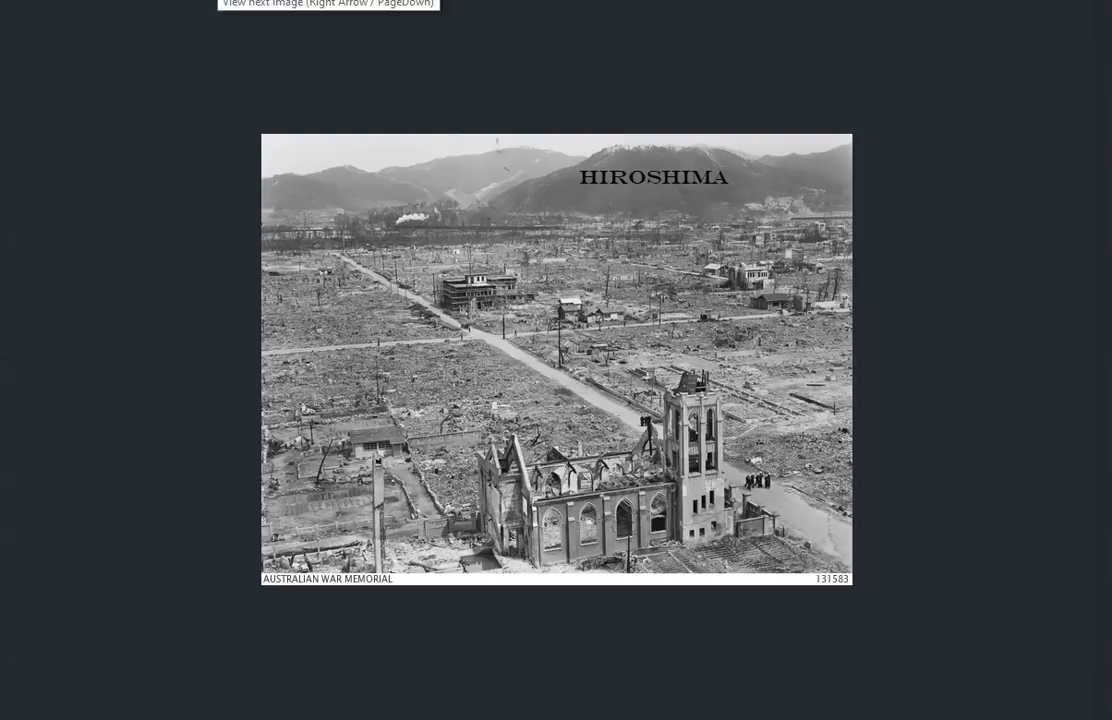 View next image (Right Arrow / PageDown)
HIROSHIMA
AUSTRALIAN WAR MEMORIAL
131583